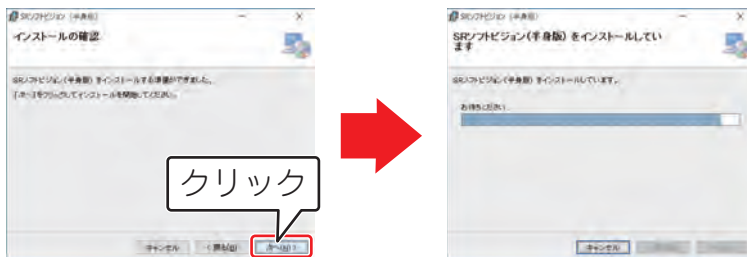 SRソフトビジョン (半身版)
インストールの確認
SRソフトビジョン(半身版) をインストールする準備ができました。
[次へ]をクリックしてインストールを開始してください。
クリック
キャンセル
< 戻る(B)
次へ(N) >
SRソフトビジョン (半身版)
SRソフトビジョン(半身版) をインストールしてい
ます
SRソフトビジョン(半身版) をインストールしています。
お待ちください...
キャンセル